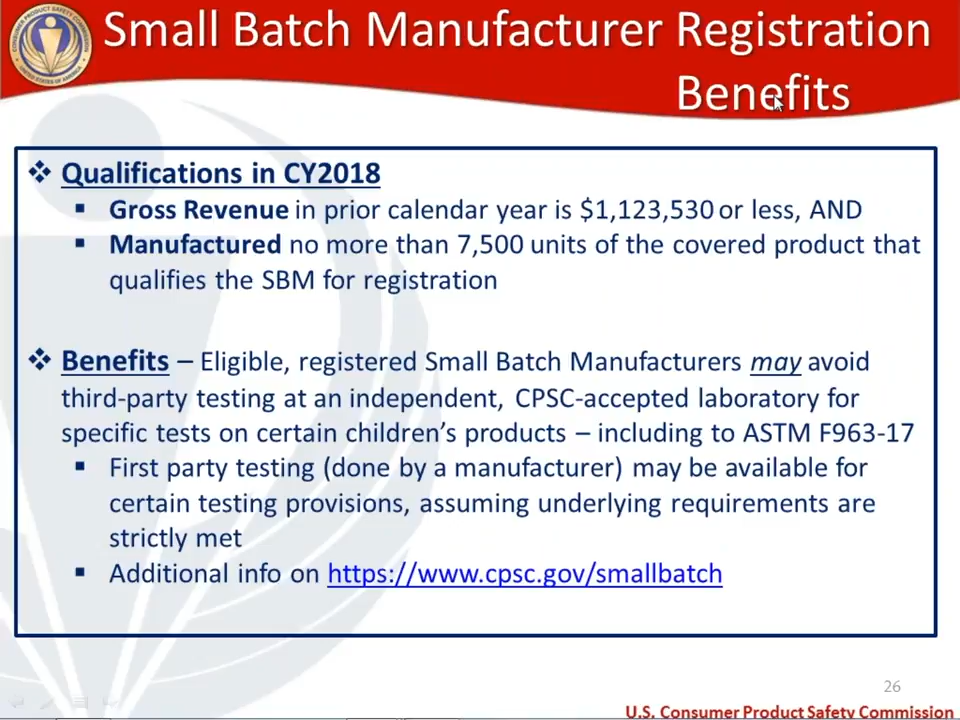 Small Batch Manufacturer Registration
Benefits
❖ Qualifications in CY2018
▪ Gross Revenue in prior calendar year is $1,123,530 or less, AND
▪ Manufactured no more than 7,500 units of the covered product that
qualifies the SBM for registration
❖ Benefits – Eligible, registered Small Batch Manufacturers may avoid
third-party testing at an independent, CPSC-accepted laboratory for
specific tests on certain children’s products – including to ASTM F963-17
▪ First party testing (done by a manufacturer) may be available for
certain testing provisions, assuming underlying requirements are
strictly met
▪ Additional info on https://www.cpsc.gov/smallbatch
26
U.S. Consumer Product Safety Commission